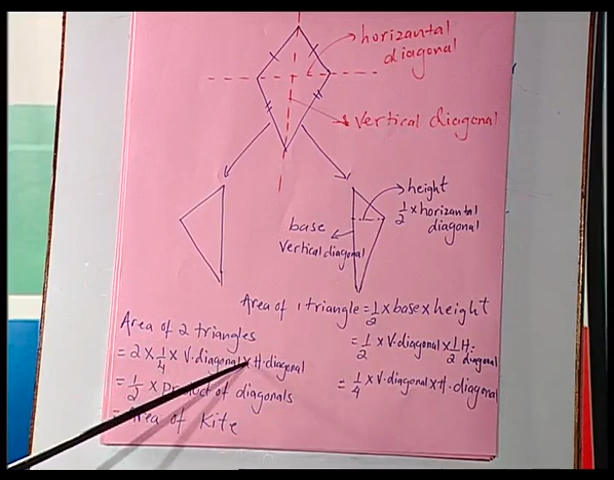 horizantal
diagonal
vertical diagonal
height
1/2 × horizantal
diagonal
base
vertical diagonal
Area of 1 triangle = 1/2 × base × height
= 1/2 × V.diagonal × 1/2 H.
diagonal
= 1/4 × V.diagonal × H.diagonal
Area of 2 triangles
= 2 × 1/4 × V.diagonal × H.diagonal
= 1/2 × Product of diagonals
= Area of Kite